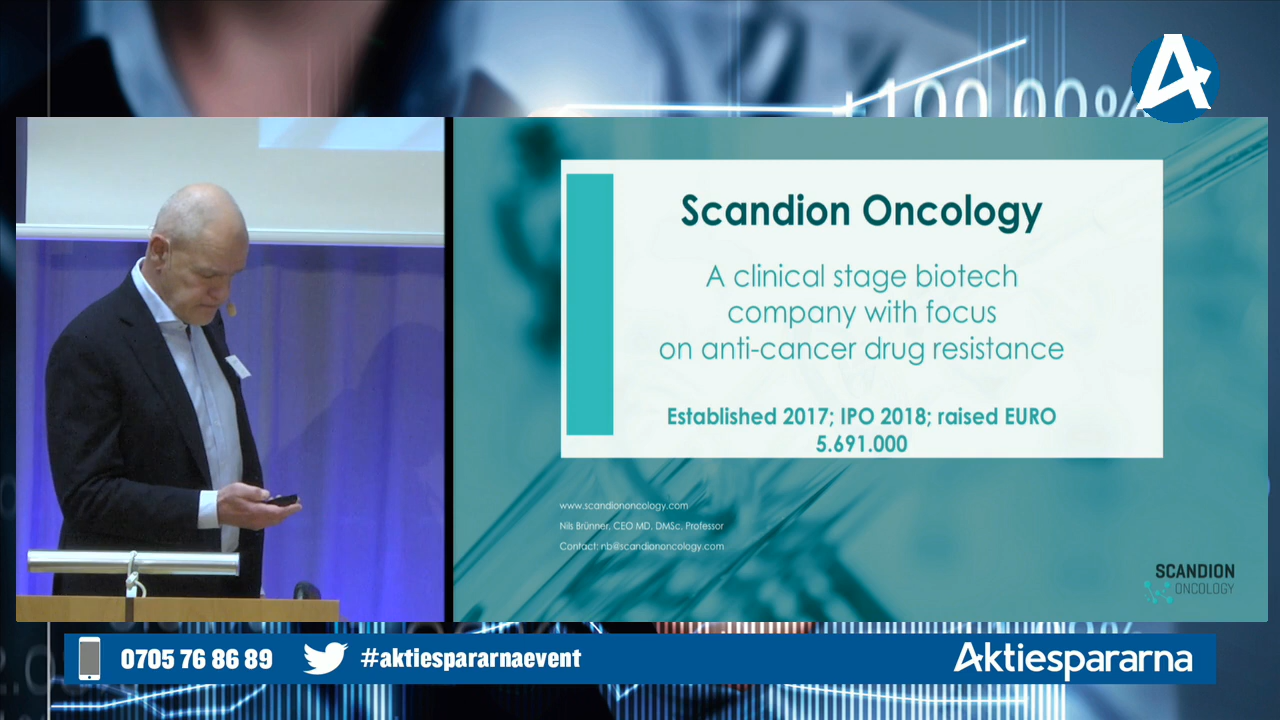 +100,00%
A
Scandion Oncology
A clinical stage biotech
company with focus
on anti-cancer drug resistance
Established 2017; IPO 2018; raised EURO
5.691.000
www.scandiononcology.com
Nils Brünner, CEO MD, DMSc, Professor
Contact: nb@scandiononcology.com
SCANDION
ONCOLOGY
0705 76 86 89
#aktiespararnaevent
Aktiespararna